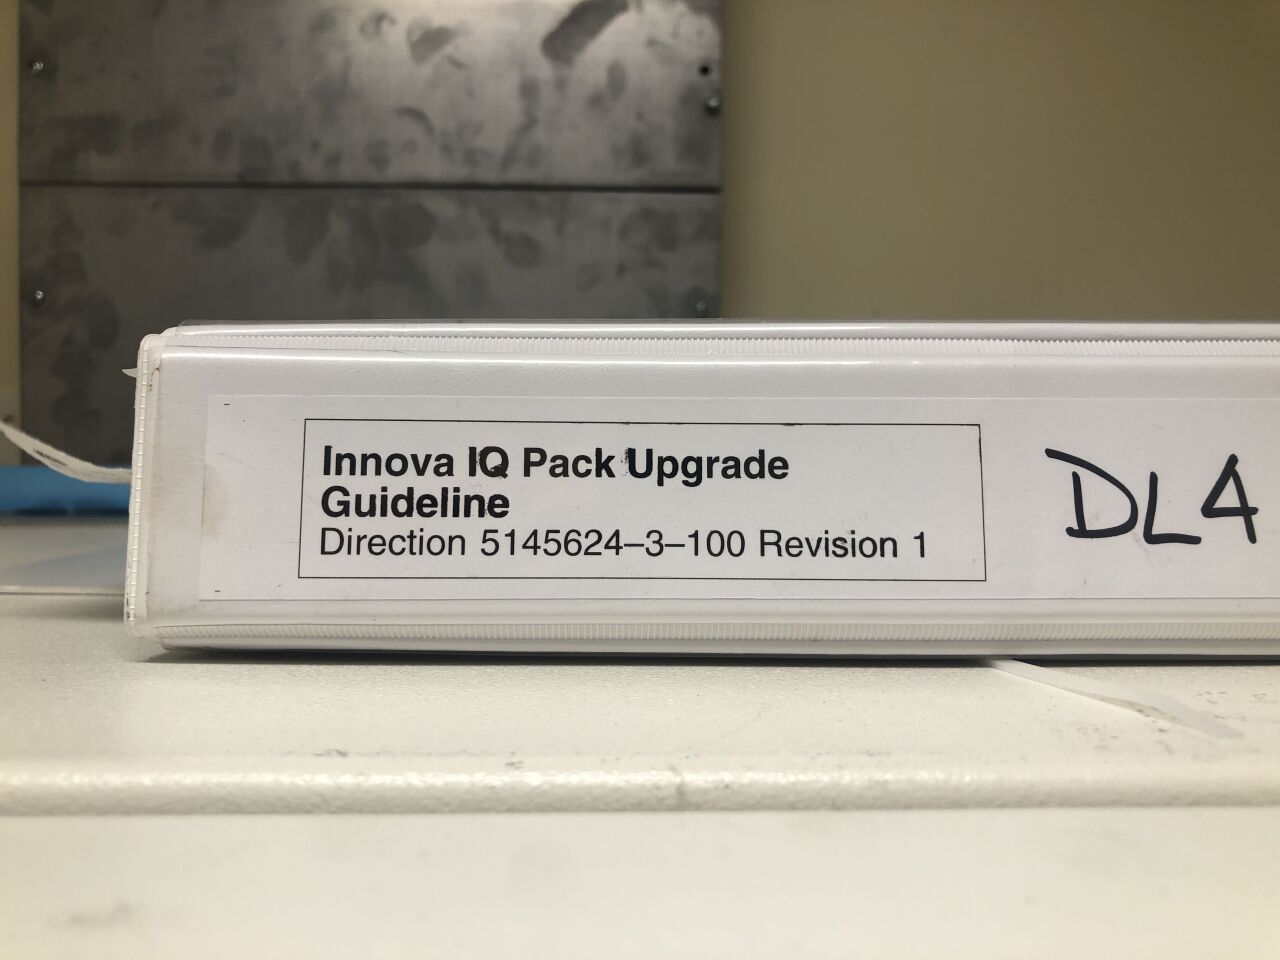 Innova IQ Pack Upgrade
Guideline
Direction 5145624–3–100 Revision 1
DL4